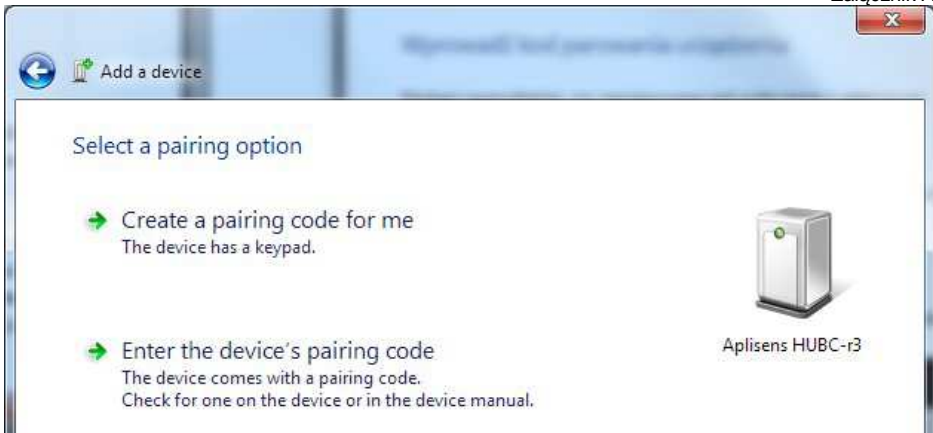 Add a device
Select a pairing option
Create a pairing code for me
The device has a keypad.
Enter the device's pairing code
The device comes with a pairing code.
Check for one on the device or in the device manual.
Aplisens HUBC-r3